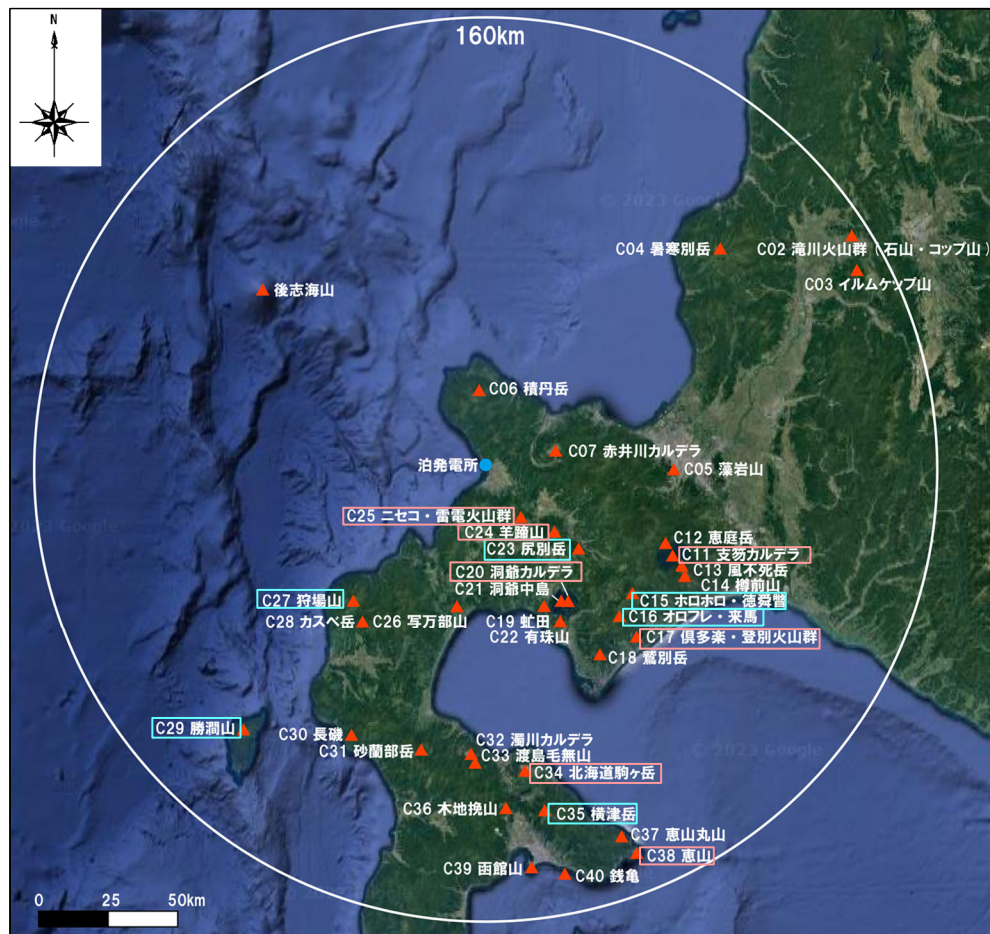 N
160km
© 2023 Google
C04 暑寒別岳
C02 滝川火山群（石山・コップ山）
C03 イルムケップ山
後志海山
C06 積丹岳
C07 赤井川カルデラ
泊発電所
C05 藻岩山
C25 ニセコ・雷電火山群
C24 羊蹄山
C23 尻別岳
C12 恵庭岳
C11 支笏カルデラ
C13 風不死岳
C14 樽前山
C20 洞爺カルデラ
C21 洞爺中島
C15 ホロホロ・徳舜瞥
C27 狩場山
C28 カスベ岳
C26 写万部山
C19 虻田
C16 オロフレ・来馬
C22 有珠山
C17 倶多楽・登別火山群
C18 鷲別岳
C29 勝澗山
C30 長磯
C31 砂蘭部岳
C32 濁川カルデラ
C33 渡島毛無山
© 2023 Google
C34 北海道駒ヶ岳
C36 木地挽山
C35 横津岳
C37 恵山丸山
C38 恵山
C39 函館山
C40 銭亀
0 25 50km